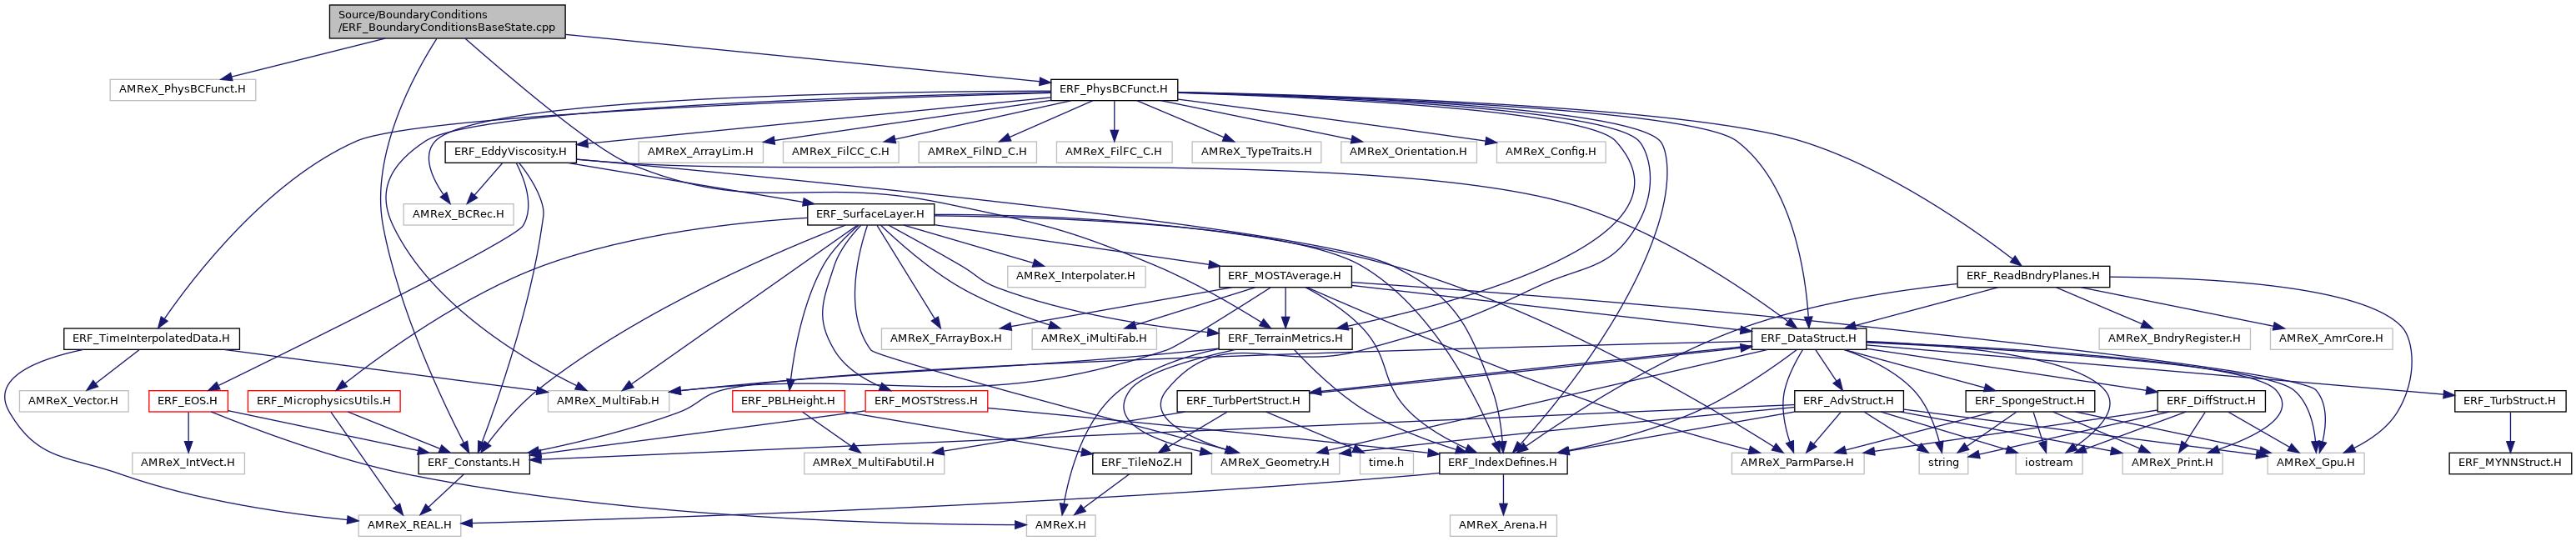 Source/BoundaryConditions
/ERF_BoundaryConditionsBaseState.cpp
AMReX_PhysBCFunct.H
ERF_PhysBCFunct.H
ERF_EddyViscosity.H
AMReX_ArrayLim.H
AMReX_FilCC_C.H
AMReX_FilND_C.H
AMReX_FilFC_C.H
AMReX_TypeTraits.H
AMReX_Orientation.H
AMReX_Config.H
AMReX_BCRec.H
ERF_SurfaceLayer.H
AMReX_Interpolater.H
ERF_MOSTAverage.H
ERF_ReadBndryPlanes.H
ERF_TimeInterpolatedData.H
AMReX_FArrayBox.H
AMReX_iMultiFab.H
ERF_TerrainMetrics.H
ERF_DataStruct.H
AMReX_BndryRegister.H
AMReX_AmrCore.H
AMReX_Vector.H
ERF_EOS.H
ERF_MicrophysicsUtils.H
AMReX_MultiFab.H
ERF_PBLHeight.H
ERF_MOSTStress.H
ERF_TurbPertStruct.H
ERF_AdvStruct.H
ERF_SpongeStruct.H
ERF_DiffStruct.H
ERF_TurbStruct.H
AMReX_IntVect.H
ERF_Constants.H
AMReX_MultiFabUtil.H
ERF_TileNoZ.H
AMReX_Geometry.H
time.h
ERF_IndexDefines.H
AMReX_ParmParse.H
string
iostream
AMReX_Print.H
AMReX_Gpu.H
ERF_MYNNStruct.H
AMReX_REAL.H
AMReX.H
AMReX_Arena.H